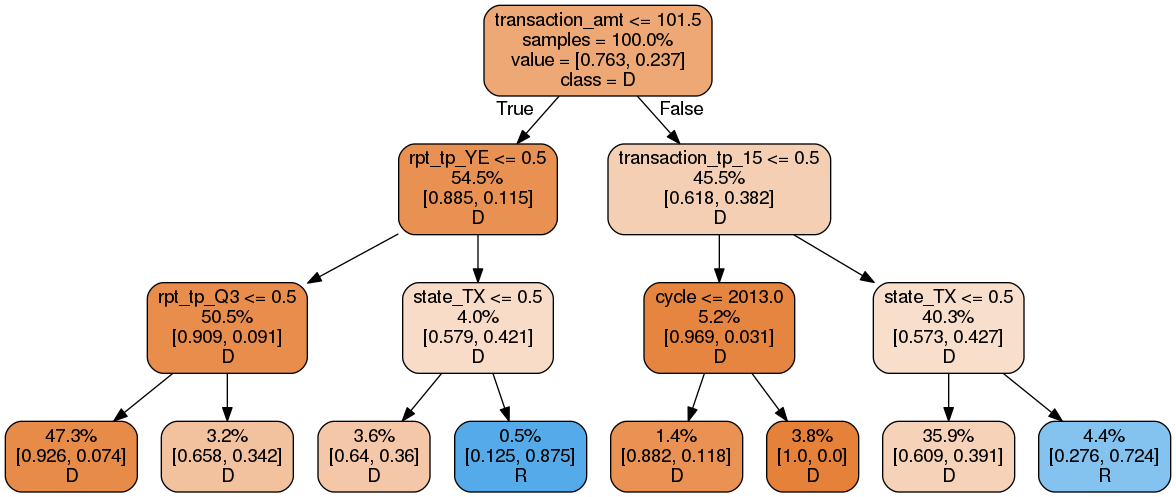 transaction_amt <= 101.5
samples = 100.0%
value = [0.763, 0.237]
class = D
True
False
rpt_tp_YE <= 0.5
54.5%
[0.885, 0.115]
D
transaction_tp_15 <= 0.5
45.5%
[0.618, 0.382]
D
rpt_tp_Q3 <= 0.5
50.5%
[0.909, 0.091]
D
state_TX <= 0.5
4.0%
[0.579, 0.421]
D
cycle <= 2013.0
5.2%
[0.969, 0.031]
D
state_TX <= 0.5
40.3%
[0.573, 0.427]
D
47.3%
[0.926, 0.074]
D
3.2%
[0.658, 0.342]
D
3.6%
[0.64, 0.36]
D
0.5%
[0.125, 0.875]
R
1.4%
[0.882, 0.118]
D
3.8%
[1.0, 0.0]
D
35.9%
[0.609, 0.391]
D
4.4%
[0.276, 0.724]
R